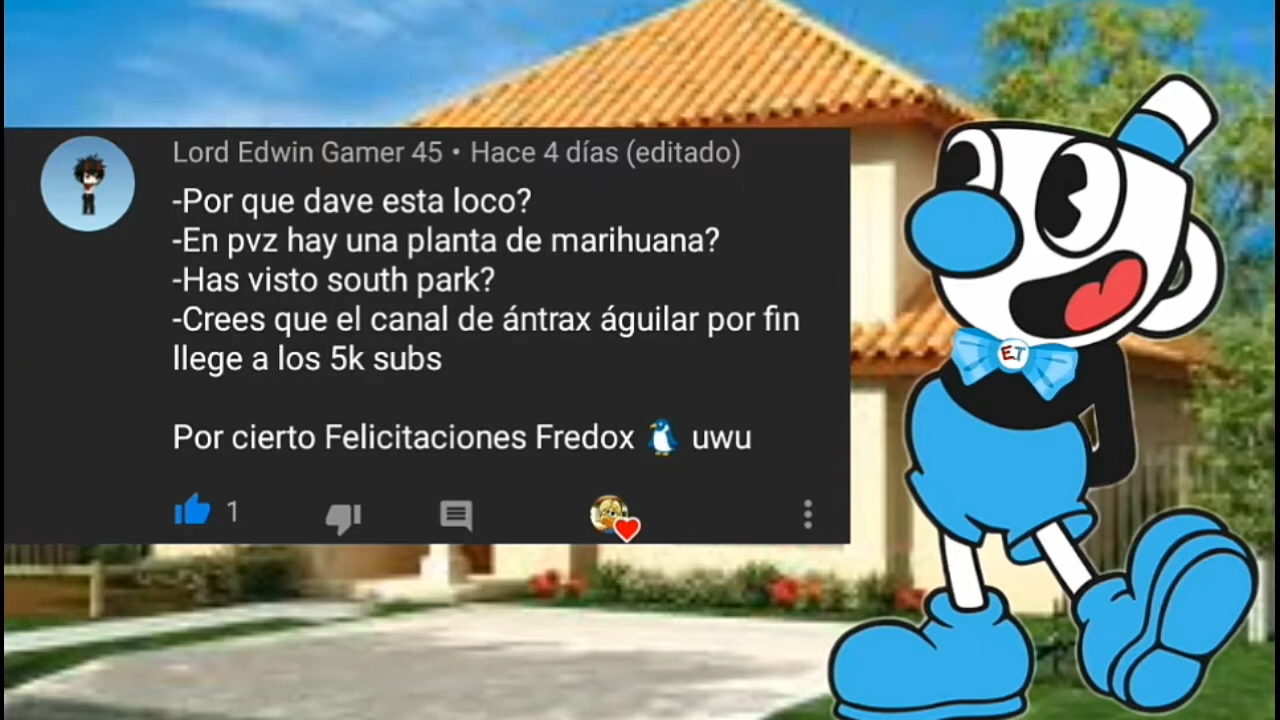 Lord Edwin Gamer 45 • Hace 4 días (editado)
-Por que dave esta loco?
-En pvz hay una planta de marihuana?
-Has visto south park?
-Crees que el canal de ántrax águilar por fin
llege a los 5k subs
Por cierto Felicitaciones Fredox 🐧 uwu
1
ET